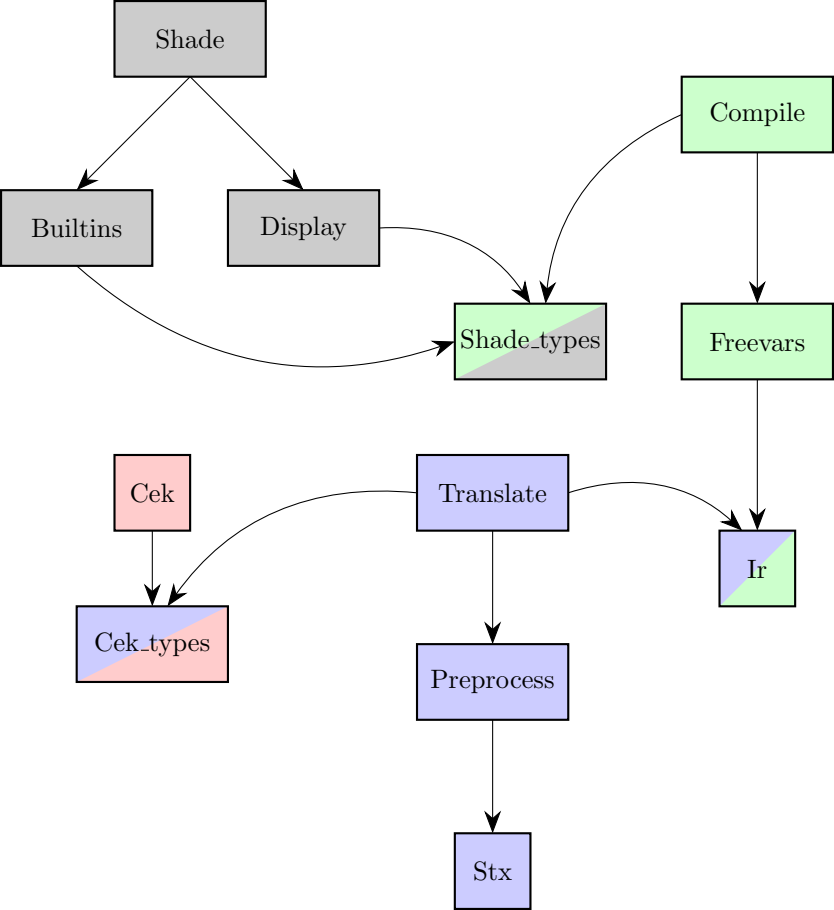 Shade
Compile
Builtins
Display
Shade_types
Freevars
Cek
Translate
Ir
Cek_types
Preprocess
Stx